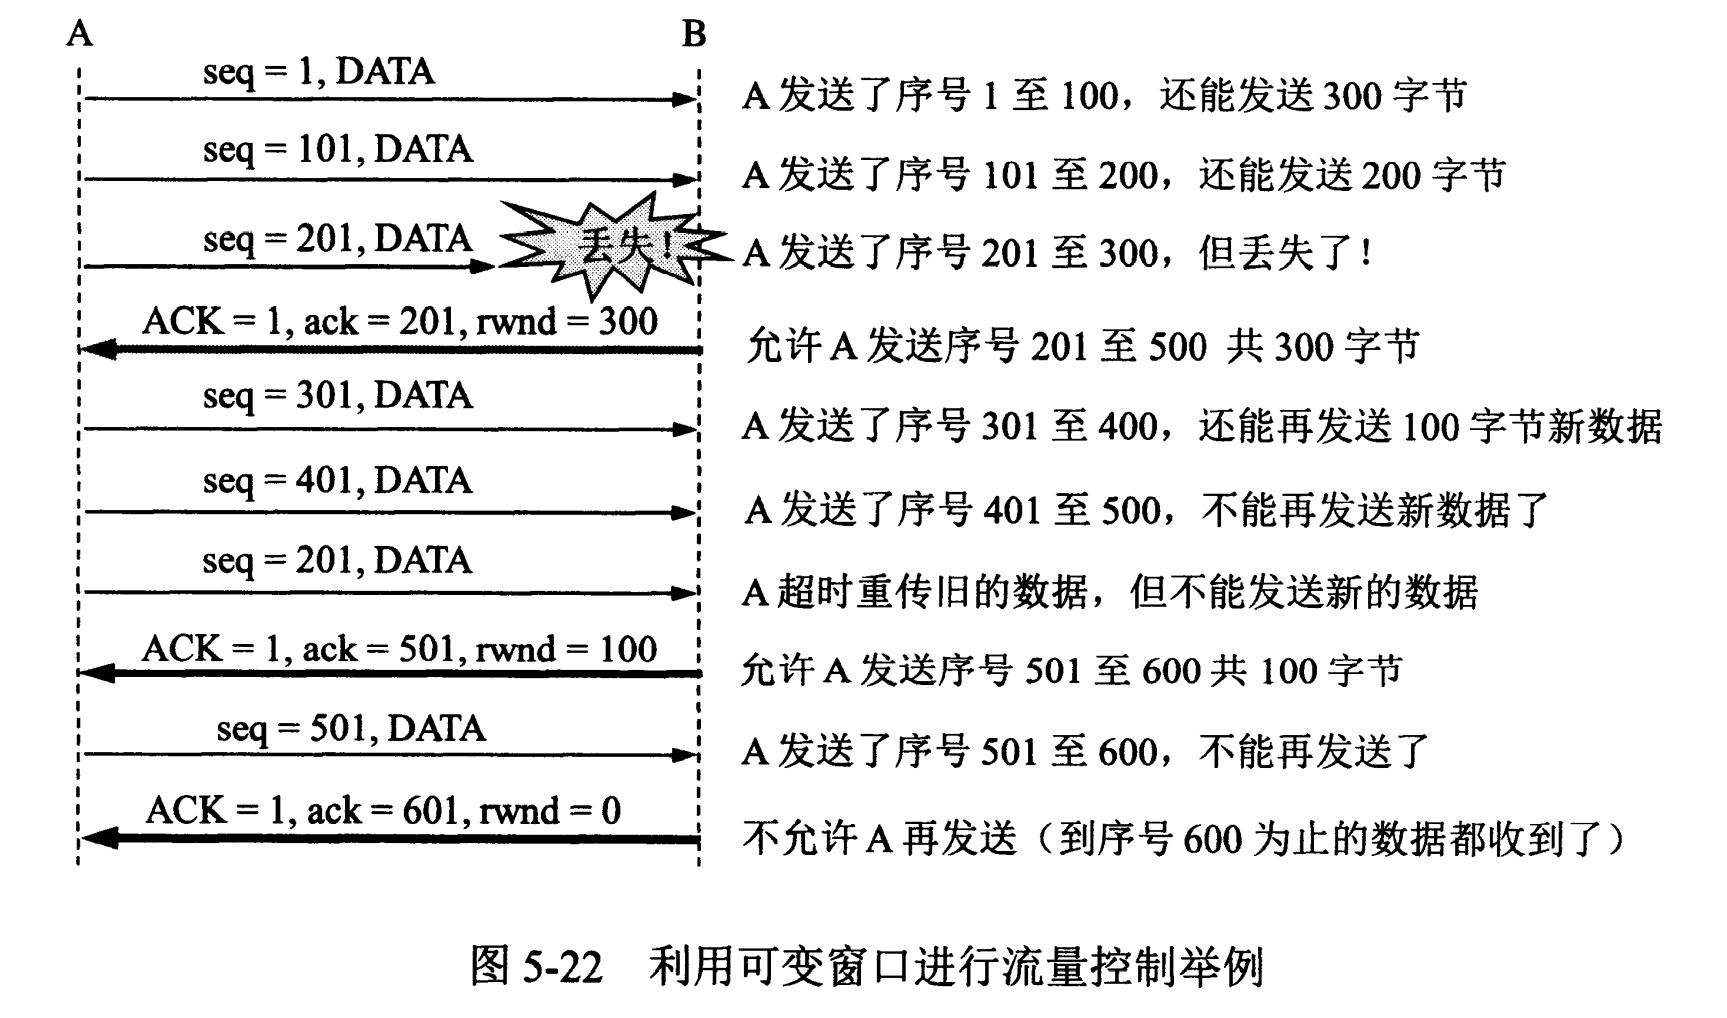 A
B
seq = 1, DATA
A 发送了序号 1 至 100，还能发送 300 字节
seq = 101, DATA
A 发送了序号 101 至 200，还能发送 200 字节
seq = 201, DATA
丢失！
A 发送了序号 201 至 300，但丢失了！
ACK = 1, ack = 201, rwnd = 300
允许 A 发送序号 201 至 500 共 300 字节
seq = 301, DATA
A 发送了序号 301 至 400，还能再发送 100 字节新数据
seq = 401, DATA
A 发送了序号 401 至 500，不能再发送新数据了
seq = 201, DATA
A 超时重传旧的数据，但不能发送新的数据
ACK = 1, ack = 501, rwnd = 100
允许 A 发送序号 501 至 600 共 100 字节
seq = 501, DATA
A 发送了序号 501 至 600，不能再发送了
ACK = 1, ack = 601, rwnd = 0
不允许 A 再发送（到序号 600 为止的数据都收到了）
图 5-22 利用可变窗口进行流量控制举例